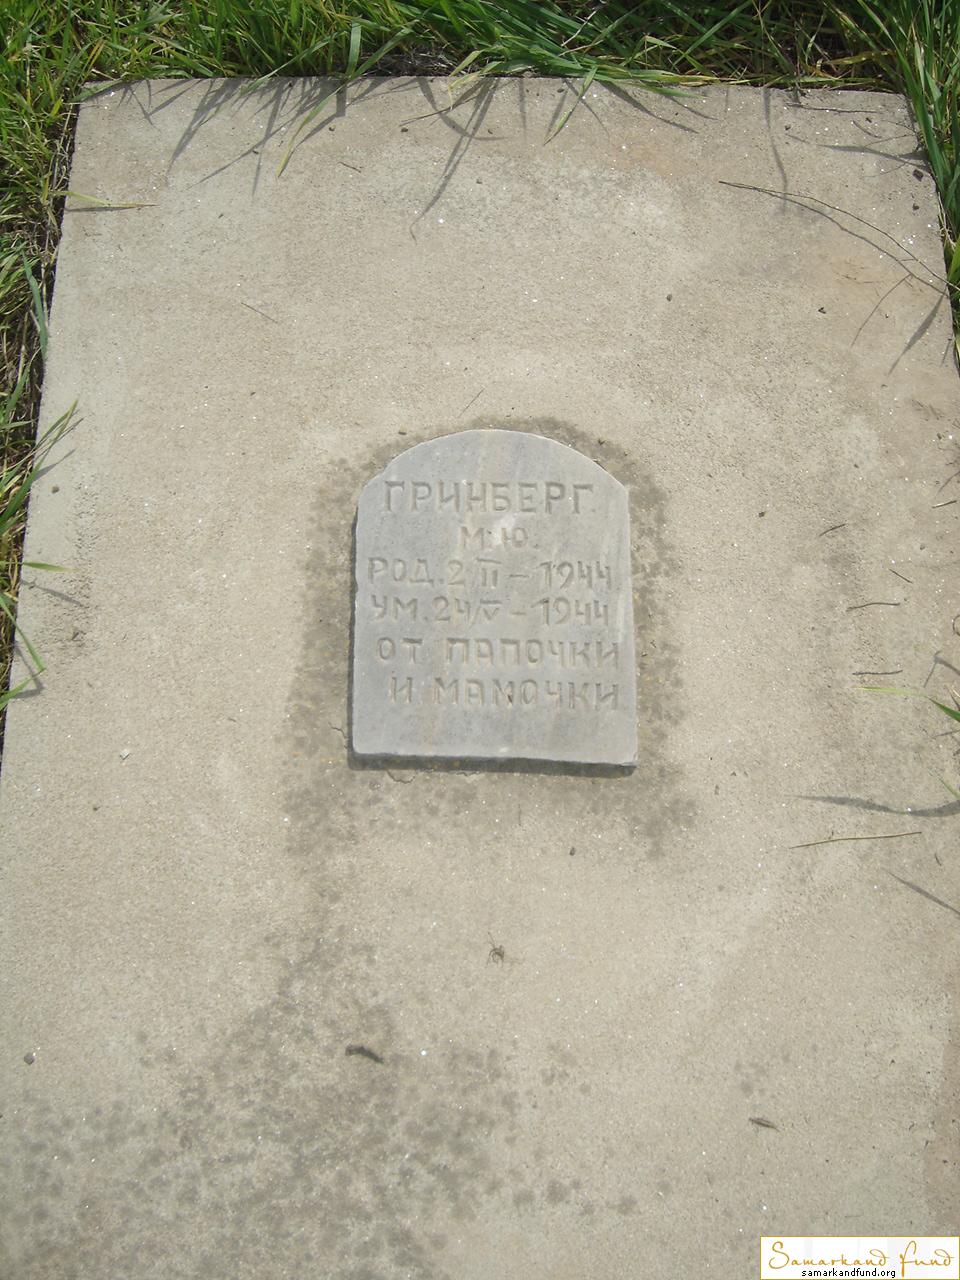 ГРИНБЕРГ.
М.Ю.
РОД.2/II-1944
УМ.24/V-1944
ОТ ПАПОЧКИ
И МАМОЧКИ
Samarkand Fund
samarkandfund.org